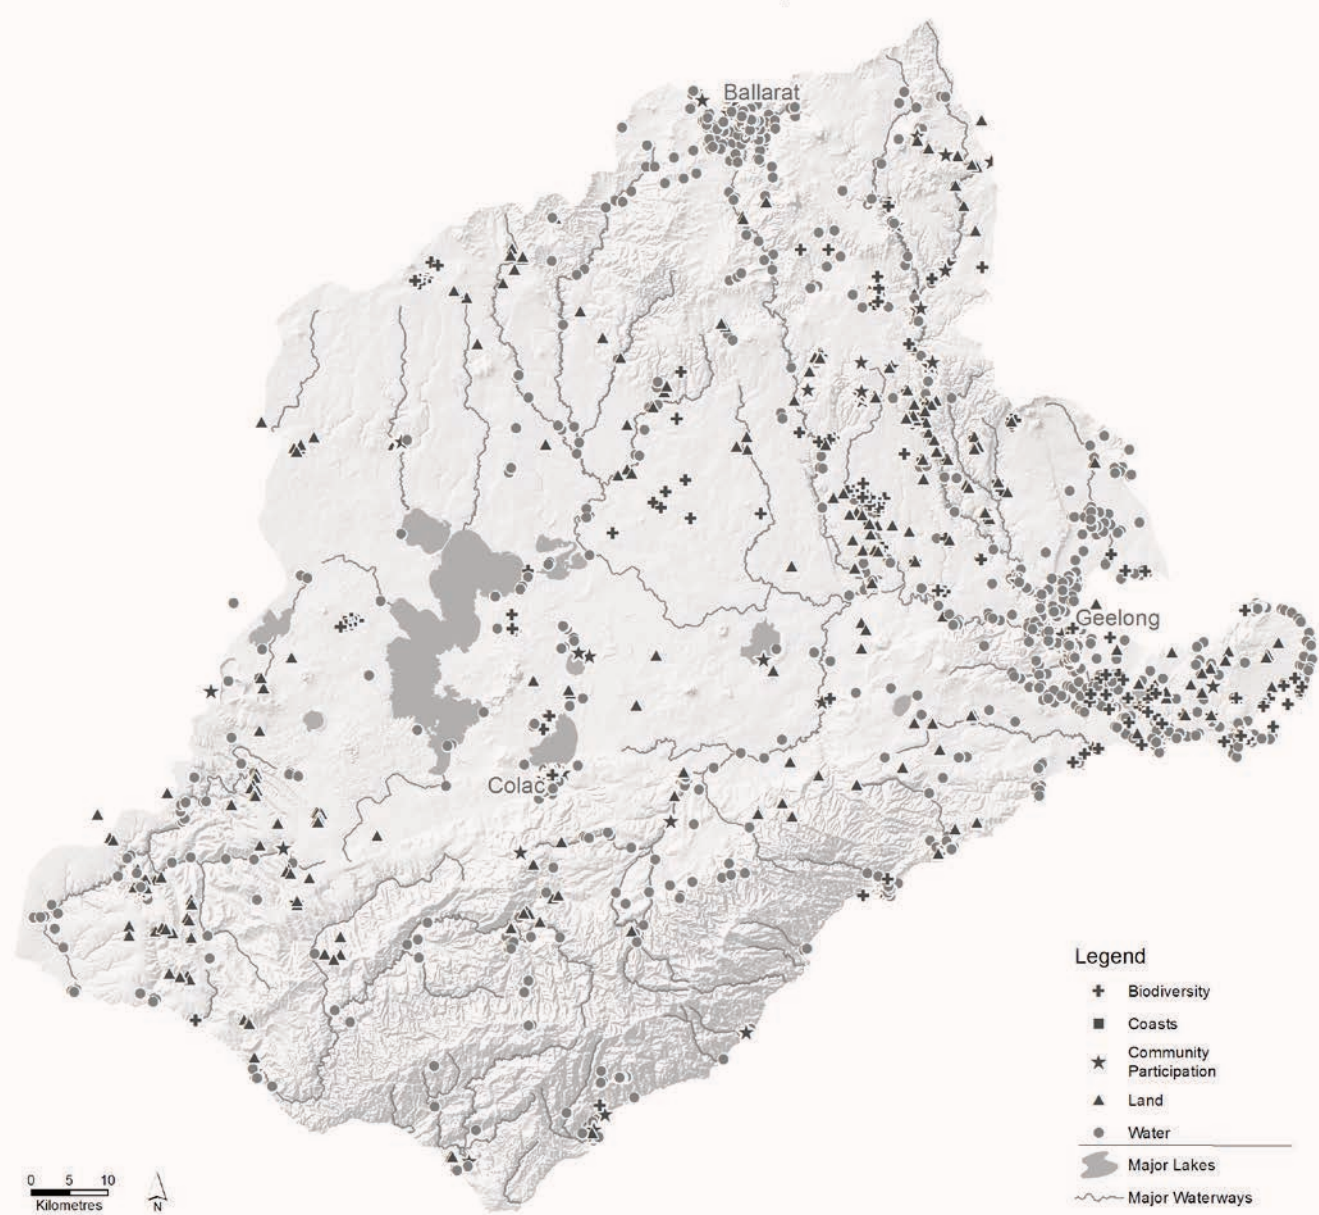 Ballarat
Geelong
Colac
Legend
Biodiversity
Coasts
Community
Participation
Land
Water
Major Lakes
Major Waterways
0 5 10
Kilometres
N